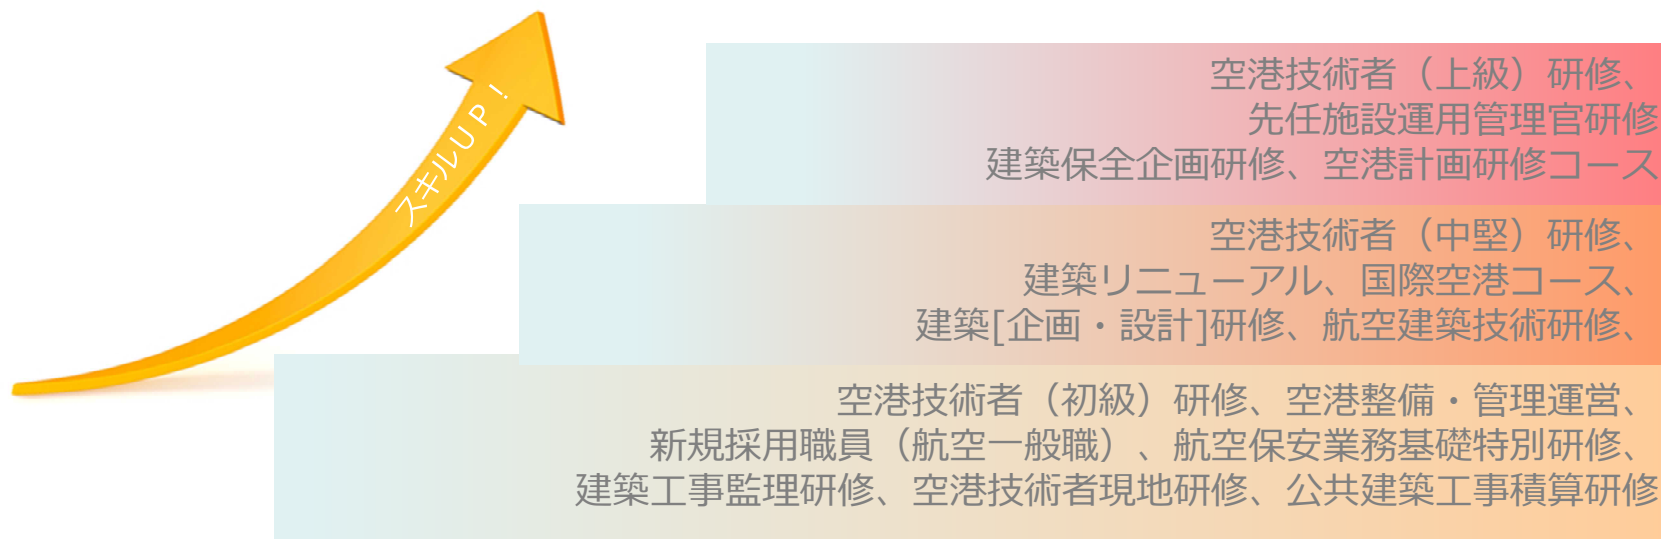 スキルUP！
空港技術者（上級）研修、
先任施設運用管理官研修
建築保全企画研修、空港計画研修コース
空港技術者（中堅）研修、
建築リニューアル、国際空港コース、
建築[企画・設計]研修、航空建築技術研修、
空港技術者（初級）研修、空港整備・管理運営、
新規採用職員（航空一般職）、航空保安業務基礎特別研修、
建築工事監理研修、空港技術者現地研修、公共建築工事積算研修